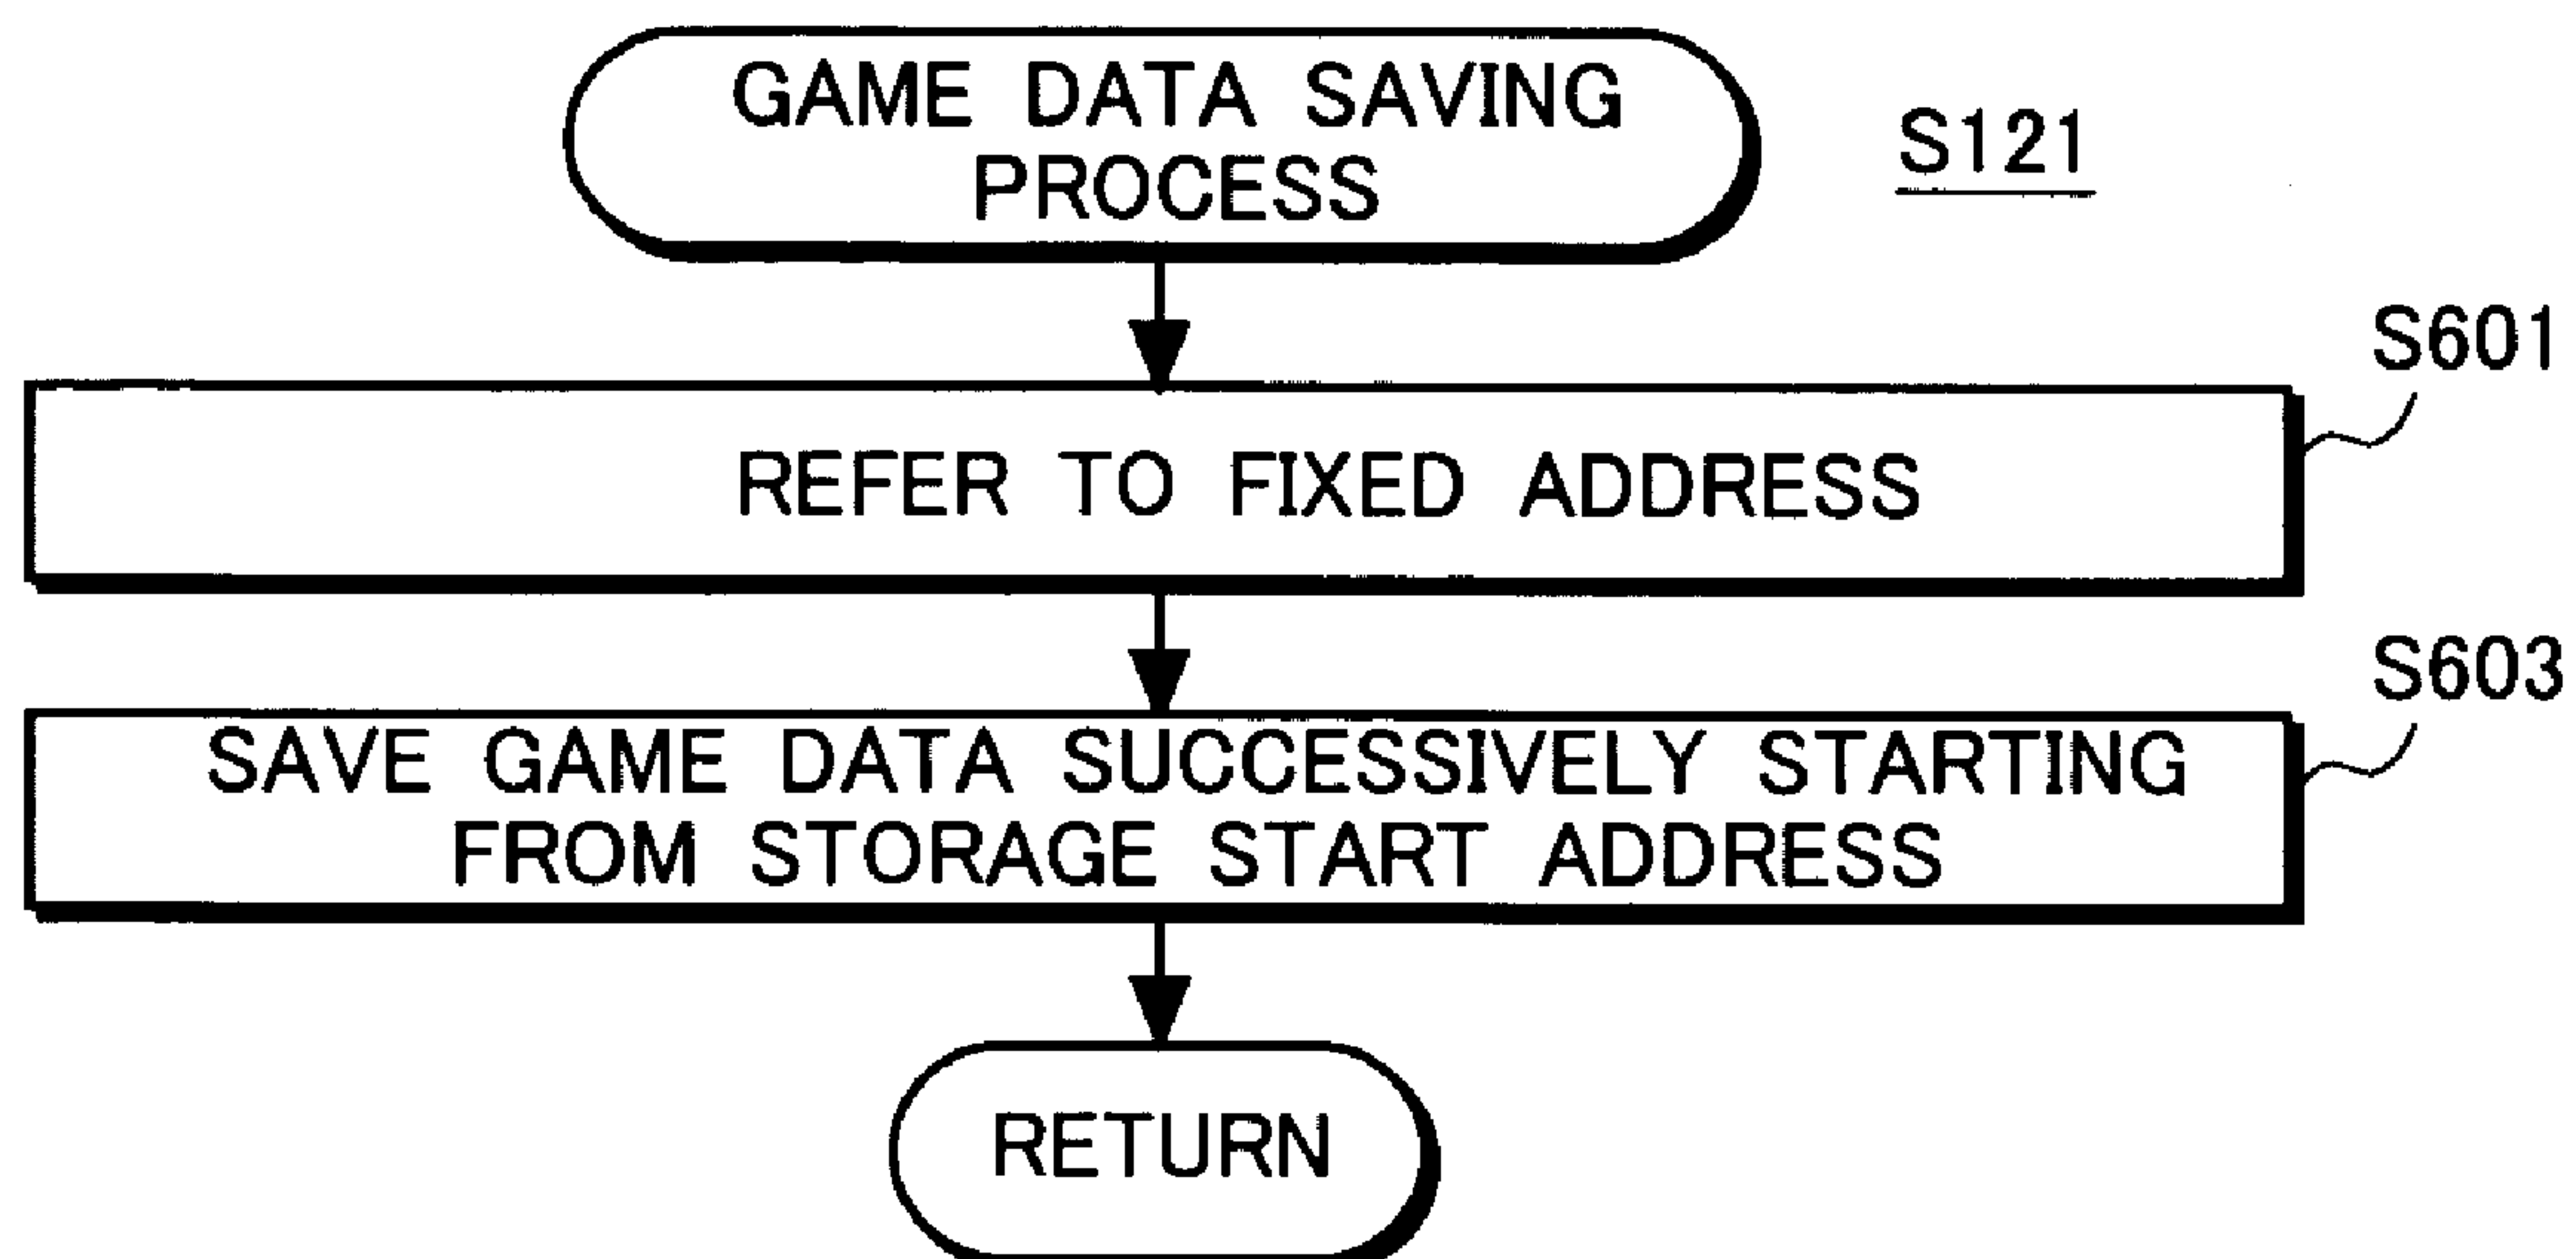 GAME DATA SAVING
PROCESS
S121
S601
REFER TO FIXED ADDRESS
S603
SAVE GAME DATA SUCCESSIVELY STARTING
FROM STORAGE START ADDRESS
RETURN